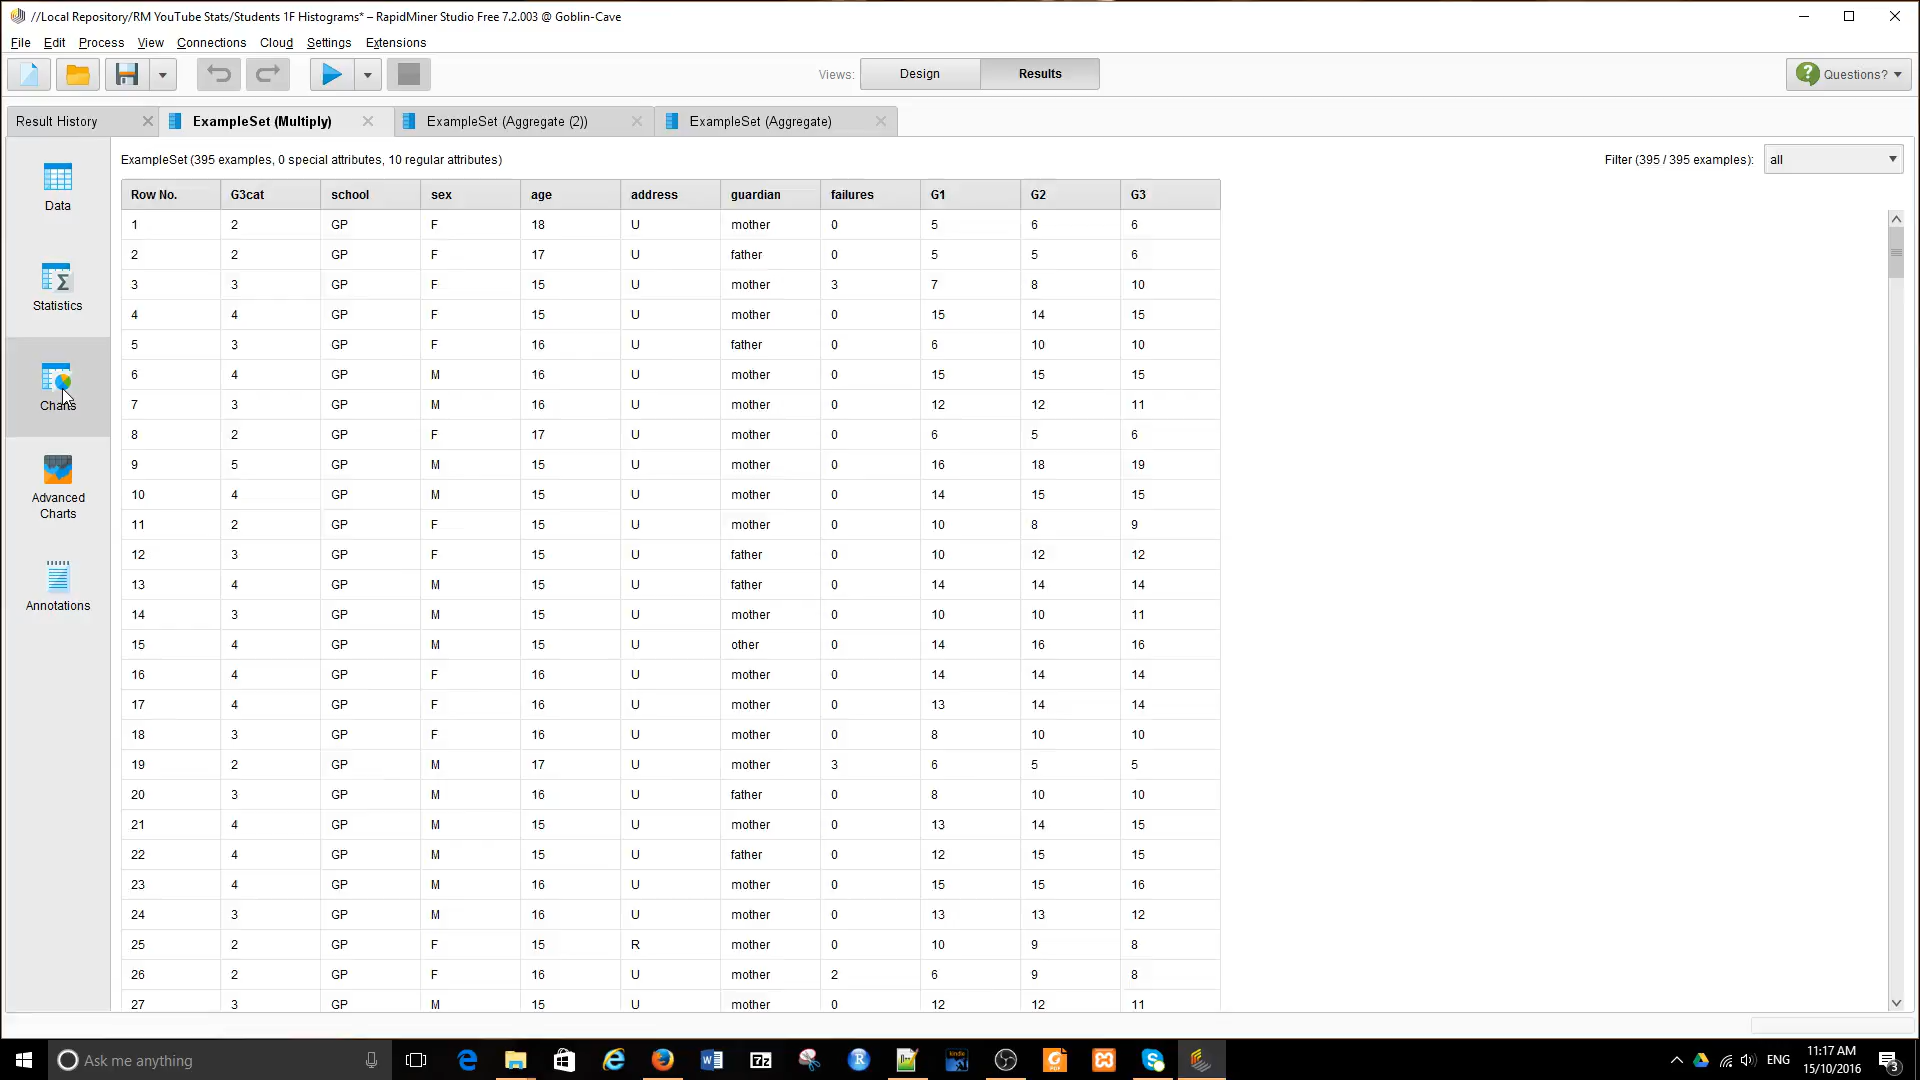 //Local Repository/RM YouTube Stats/Students 1F Histograms* – RapidMiner Studio Free 7.2.003 @ Goblin-Cave
File Edit Process View Connections Cloud Settings Extensions
Views: Design Results Questions?
Result History ExampleSet (Multiply) ExampleSet (Aggregate (2)) ExampleSet (Aggregate)
ExampleSet (395 examples, 0 special attributes, 10 regular attributes) Filter (395 / 395 examples): all
Data
Statistics
Charts
Advanced
Charts
Annotations
Row No. G3cat school sex age address guardian failures G1 G2 G3
1 2 GP F 18 U mother 0 5 6 6
2 2 GP F 17 U father 0 5 5 6
3 3 GP F 15 U mother 3 7 8 10
4 4 GP F 15 U mother 0 15 14 15
5 3 GP F 16 U father 0 6 10 10
6 4 GP M 16 U mother 0 15 15 15
7 3 GP M 16 U mother 0 12 12 11
8 2 GP F 17 U mother 0 6 5 6
9 5 GP M 15 U mother 0 16 18 19
10 4 GP M 15 U mother 0 14 15 15
11 2 GP F 15 U mother 0 10 8 9
12 3 GP F 15 U father 0 10 12 12
13 4 GP M 15 U father 0 14 14 14
14 3 GP M 15 U mother 0 10 10 11
15 4 GP M 15 U other 0 14 16 16
16 4 GP F 16 U mother 0 14 14 14
17 4 GP F 16 U mother 0 13 14 14
18 3 GP F 16 U mother 0 8 10 10
19 2 GP M 17 U mother 3 6 5 5
20 3 GP M 16 U father 0 8 10 10
21 4 GP M 15 U mother 0 13 14 15
22 4 GP M 15 U father 0 12 15 15
23 4 GP M 16 U mother 0 15 15 16
24 3 GP M 16 U mother 0 13 13 12
25 2 GP F 15 R mother 0 10 9 8
26 2 GP F 16 U mother 2 6 9 8
27 3 GP M 15 U mother 0 12 12 11
Ask me anything 7z R kindle ENG 11:17 AM
15/10/2016 3